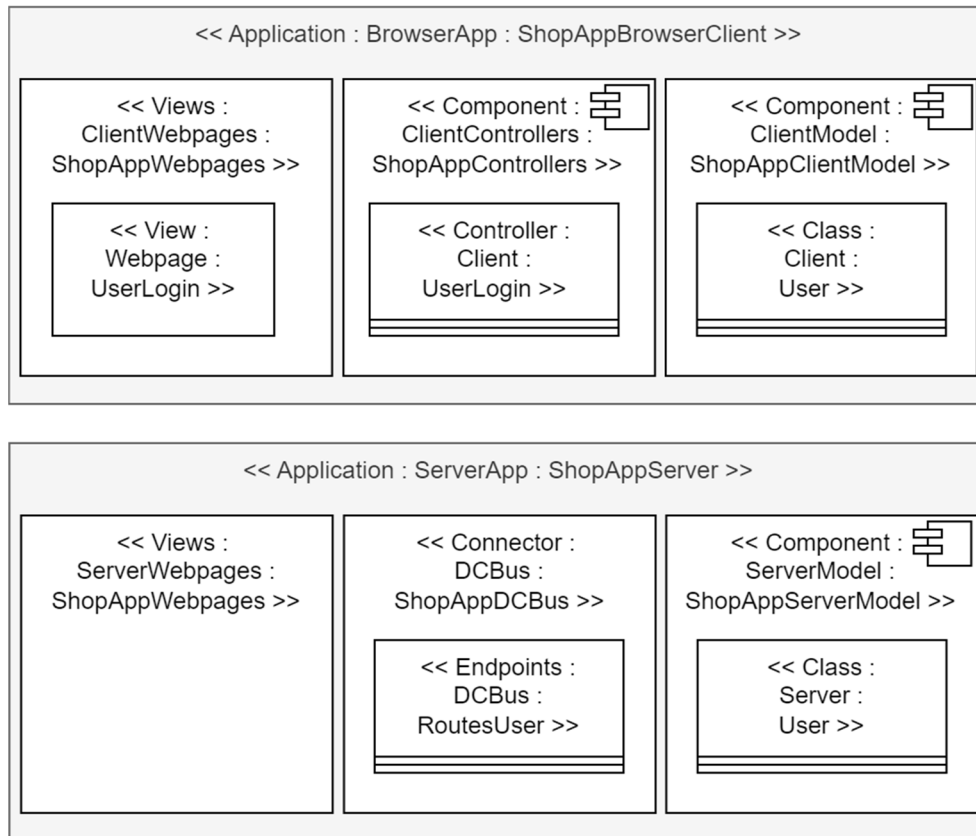 << Application : BrowserApp : ShopAppBrowserClient >>
<< Views :
ClientWebpages :
ShopAppWebpages >>
<< View :
Webpage :
UserLogin >>
<< Component :
ClientControllers :
ShopAppControllers >>
<< Controller :
Client :
UserLogin >>
<< Component :
ClientModel :
ShopAppClientModel >>
<< Class :
Client :
User >>
<< Application : ServerApp : ShopAppServer >>
<< Views :
ServerWebpages :
ShopAppWebpages >>
<< Connector :
DCBus :
ShopAppDCBus >>
<< Endpoints :
DCBus :
RoutesUser >>
<< Component :
ServerModel :
ShopAppServerModel >>
<< Class :
Server :
User >>